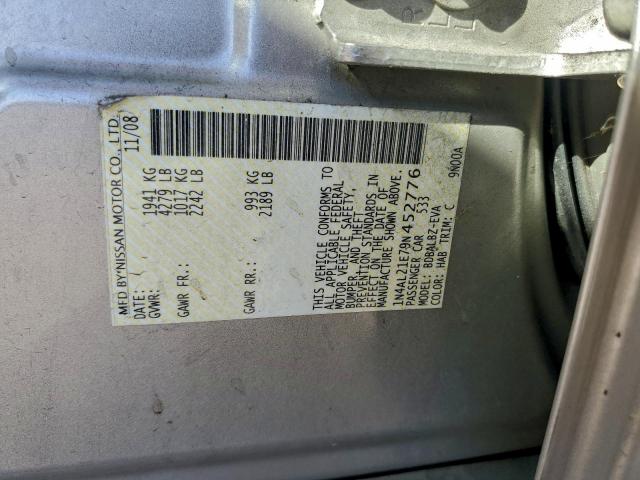 MFD BY NISSAN MOTOR CO., LTD.
DATE: 11/08
GVWR: 1941 KG
4279 LB
GAWR FR: 1017 KG
2242 LB
GAWR RR: 993 KG
2189 LB
THIS VEHICLE CONFORMS TO
ALL APPLICABLE FEDERAL
MOTOR VEHICLE SAFETY,
BUMPER, AND THEFT
PREVENTION STANDARDS IN
EFFECT ON THE DATE OF
MANUFACTURE SHOWN ABOVE.
1N4AL21E79N452776
PASSENGER CAR 533
MODEL: BDBALBZ-EVA
COLOR: HAB TRIM: C
9N00A